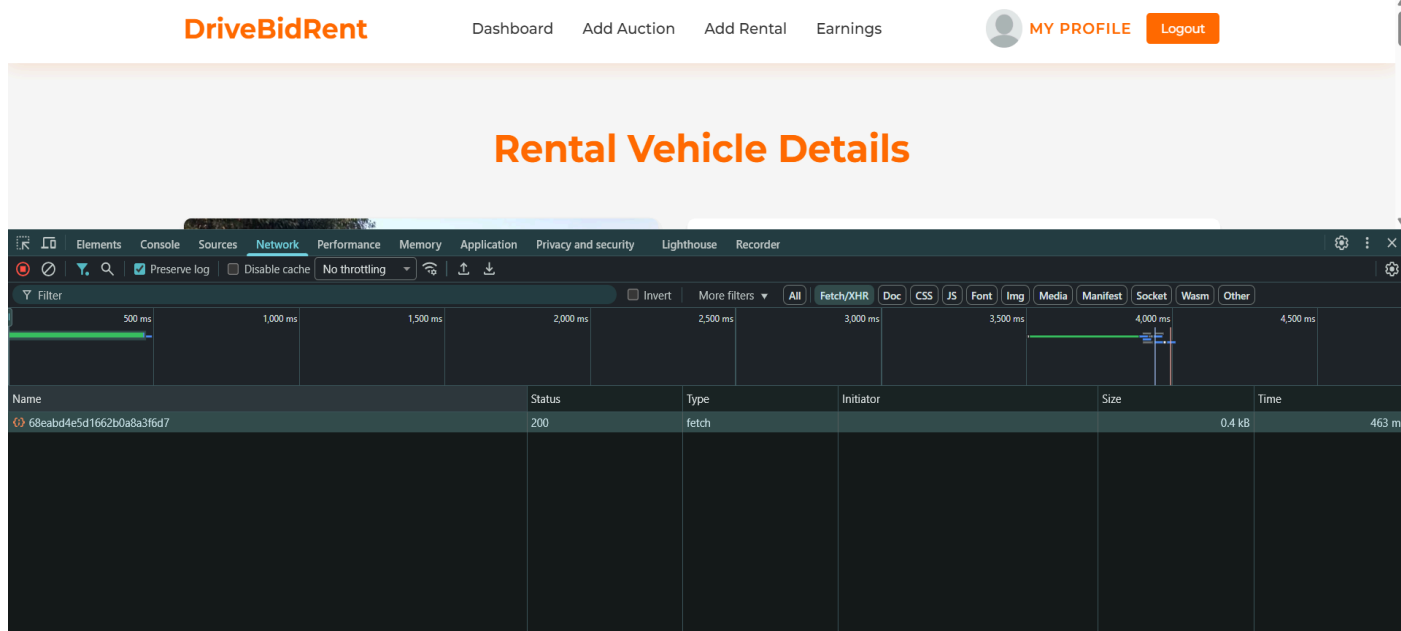 DriveBidRent Dashboard Add Auction Add Rental Earnings MY PROFILE Logout
Rental Vehicle Details
Elements Console Sources Network Performance Memory Application Privacy and security Lighthouse Recorder
Preserve log Disable cache No throttling
Filter Invert More filters All Fetch/XHR Doc CSS JS Font Img Media Manifest Socket Wasm Other
500 ms 1,000 ms 1,500 ms 2,000 ms 2,500 ms 3,000 ms 3,500 ms 4,000 ms 4,500 ms
Name Status Type Initiator Size Time
68eabd4e5d1662b0a8a3f6d7 200 fetch 0.4 kB 463 m